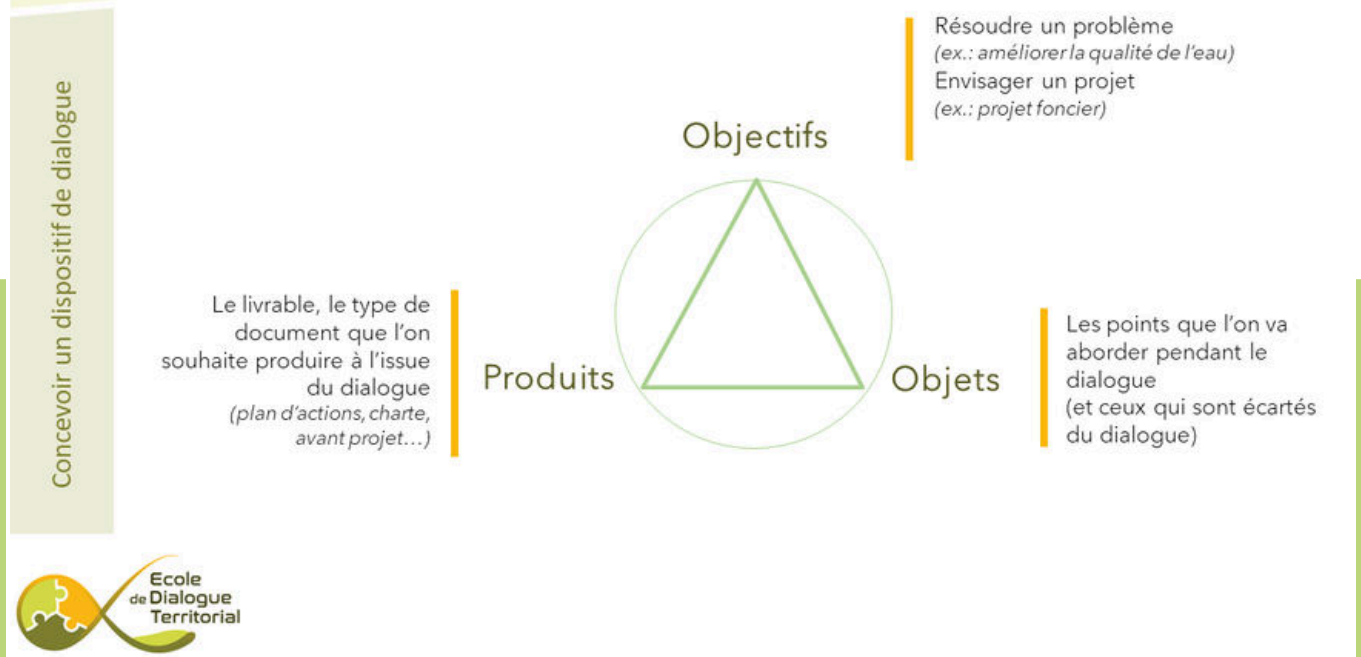 Concevoir un dispositif de dialogue
Résoudre un problème
(ex.: améliorer la qualité de l'eau)
Envisager un projet
(ex.: projet foncier)
Objectifs
Le livrable, le type de
document que l'on
souhaite produire à l'issue
du dialogue
(plan d'actions, charte,
avant projet…)
Produits
Objets
Les points que l'on va
aborder pendant le
dialogue
(et ceux qui sont écartés
du dialogue)
Ecole
de Dialogue
Territorial